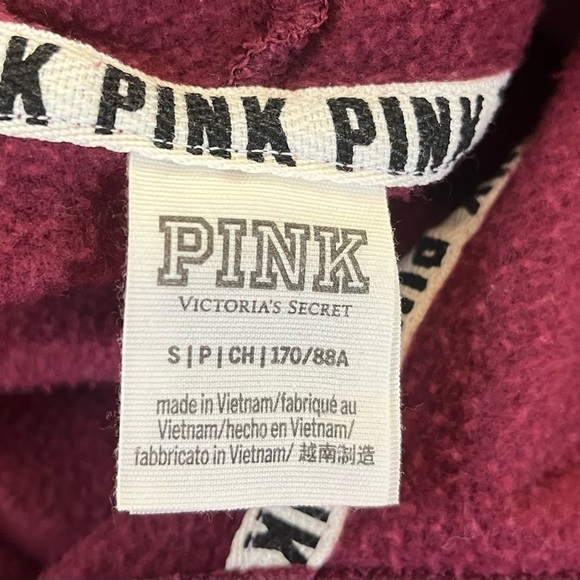 K PINK PINK
PINK
VICTORIA'S SECRET
S | P | CH | 170/88A
made in Vietnam/fabriqué au
Vietnam/hecho en Vietnam/
fabbricato in Vietnam/ 越南制造